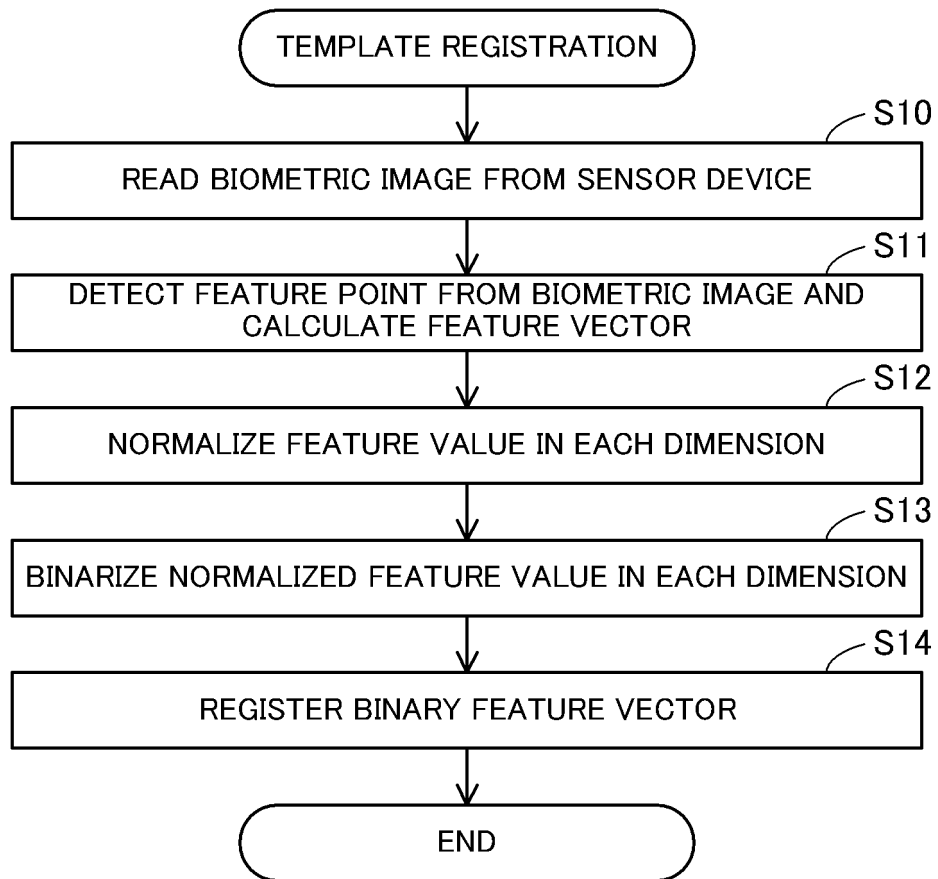 TEMPLATE REGISTRATION
S10
READ BIOMETRIC IMAGE FROM SENSOR DEVICE
S11
DETECT FEATURE POINT FROM BIOMETRIC IMAGE AND
CALCULATE FEATURE VECTOR
S12
NORMALIZE FEATURE VALUE IN EACH DIMENSION
S13
BINARIZE NORMALIZED FEATURE VALUE IN EACH DIMENSION
S14
REGISTER BINARY FEATURE VECTOR
END